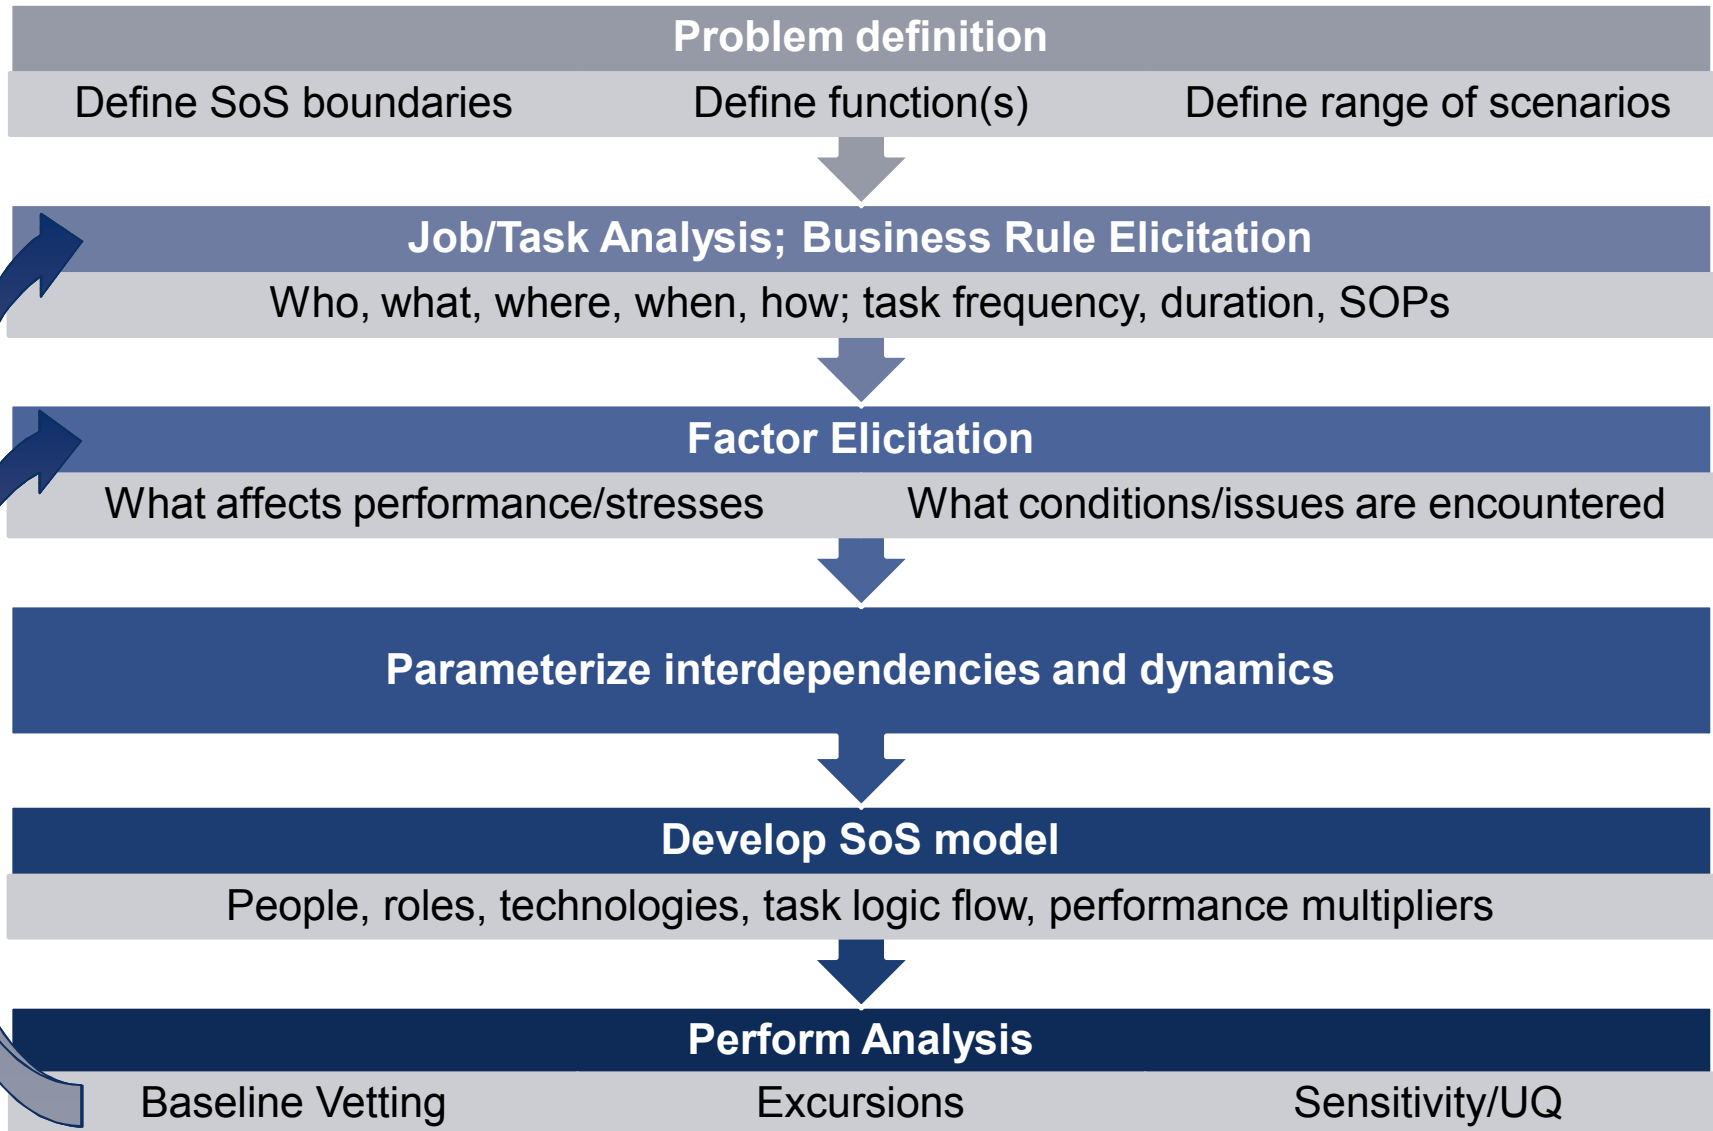 Problem definition
Define SoS boundaries Define function(s) Define range of scenarios
Job/Task Analysis; Business Rule Elicitation
Who, what, where, when, how; task frequency, duration, SOPs
Factor Elicitation
What affects performance/stresses What conditions/issues are encountered
Parameterize interdependencies and dynamics
Develop SoS model
People, roles, technologies, task logic flow, performance multipliers
Perform Analysis
Baseline Vetting Excursions Sensitivity/UQ